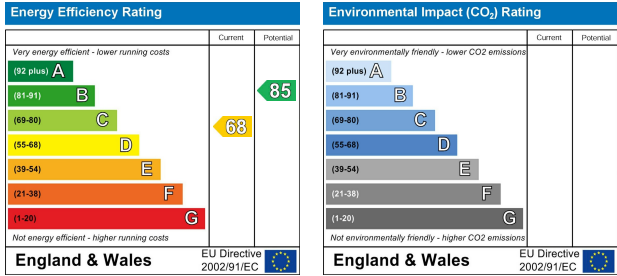 Energy Efficiency Rating
Current Potential
Very energy efficient - lower running costs
(92 plus) A
(81-91) B
85
(69-80) C
68
(55-68) D
(39-54) E
(21-38) F
(1-20) G
Not energy efficient - higher running costs
England & Wales
EU Directive
2002/91/EC
Environmental Impact (CO₂) Rating
Current Potential
Very environmentally friendly - lower CO2 emissions
(92 plus) A
(81-91) B
(69-80) C
(55-68) D
(39-54) E
(21-38) F
(1-20) G
Not environmentally friendly - higher CO2 emissions
England & Wales
EU Directive
2002/91/EC